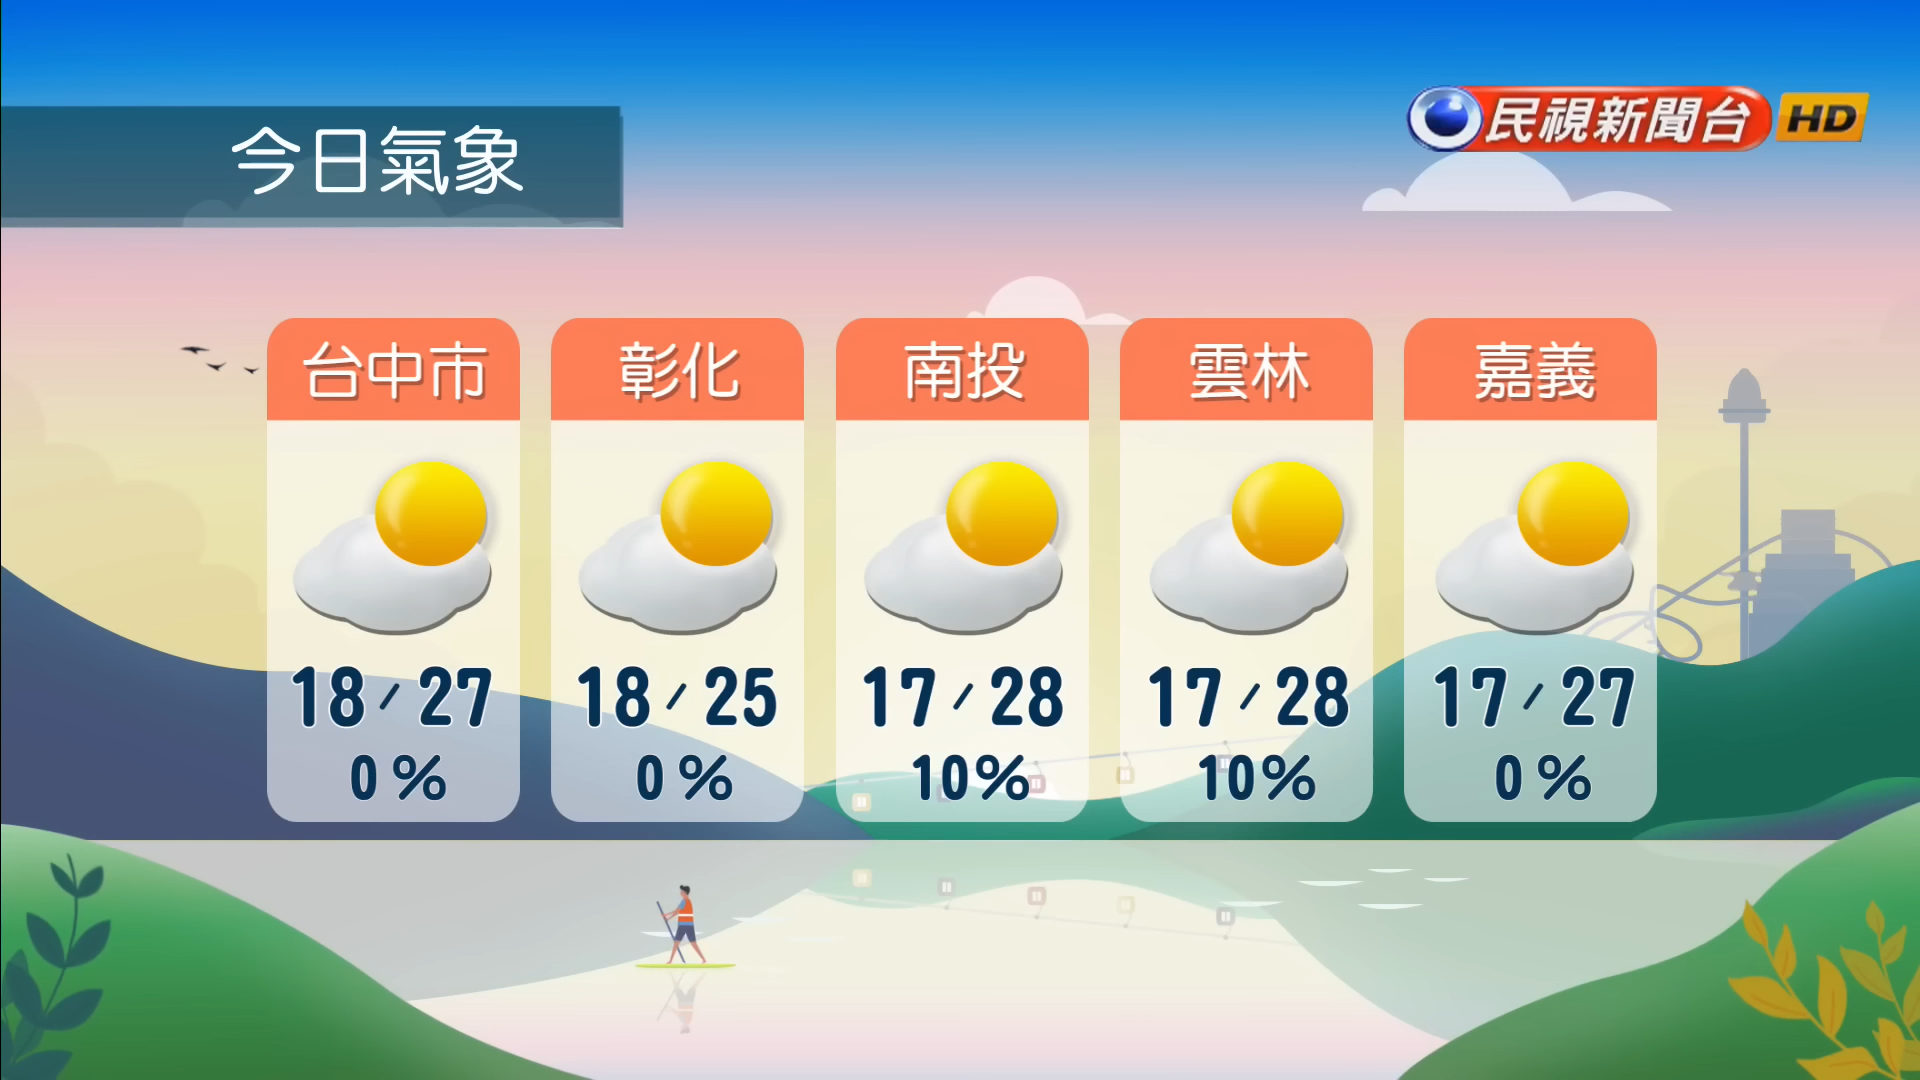 今日氣象
民視新聞台 HD
台中市 彰化 南投 雲林 嘉義
18/27 18/25 17/28 17/28 17/27
0% 0% 10% 10% 0%